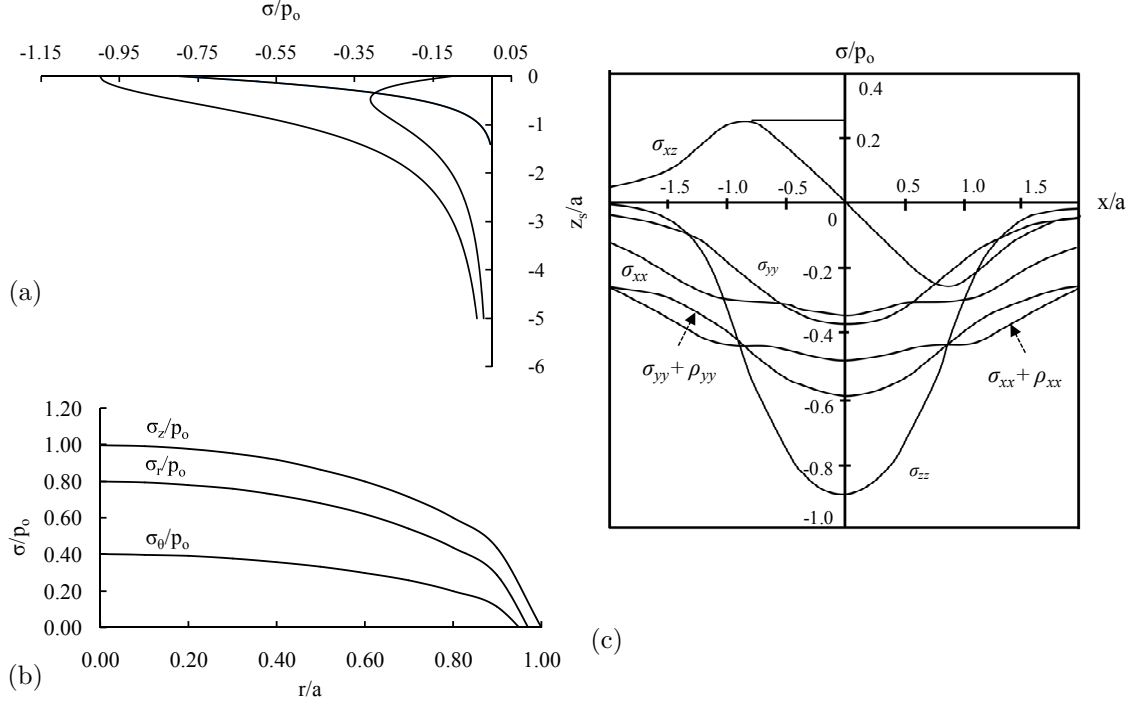 σ/pₒ
-1.15 -0.95 -0.75 -0.55 -0.35 -0.15 0.05
0
-1
-2
-3
-4
-5
-6
zₛ/a
(a)
1.20
1.00
0.80
0.60
0.40
0.20
0.00
σ/pₒ
σz/pₒ
σr/pₒ
σθ/pₒ
0.00 0.20 0.40 0.60 0.80 1.00
r/a
(b)
σ/pₒ
0.4
0.2
σxz
-1.5 -1.0 -0.5 0.5 1.0 1.5
x/a
0
σyy
-0.2
σxx
-0.4
σyy + ρyy
σxx + ρxx
-0.6
-0.8
σzz
-1.0
(c)